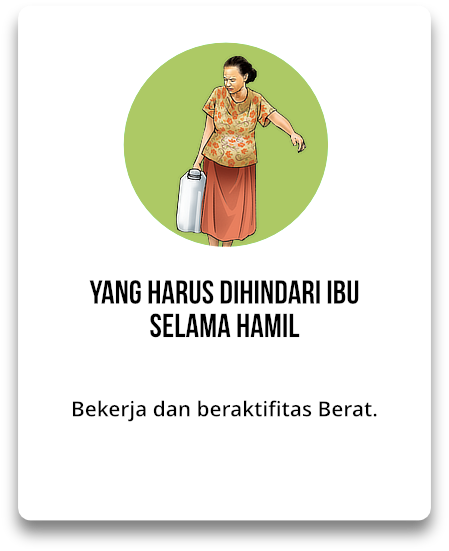 YANG HARUS DIHINDARI IBU
SELAMA HAMIL
Bekerja dan beraktifitas Berat.